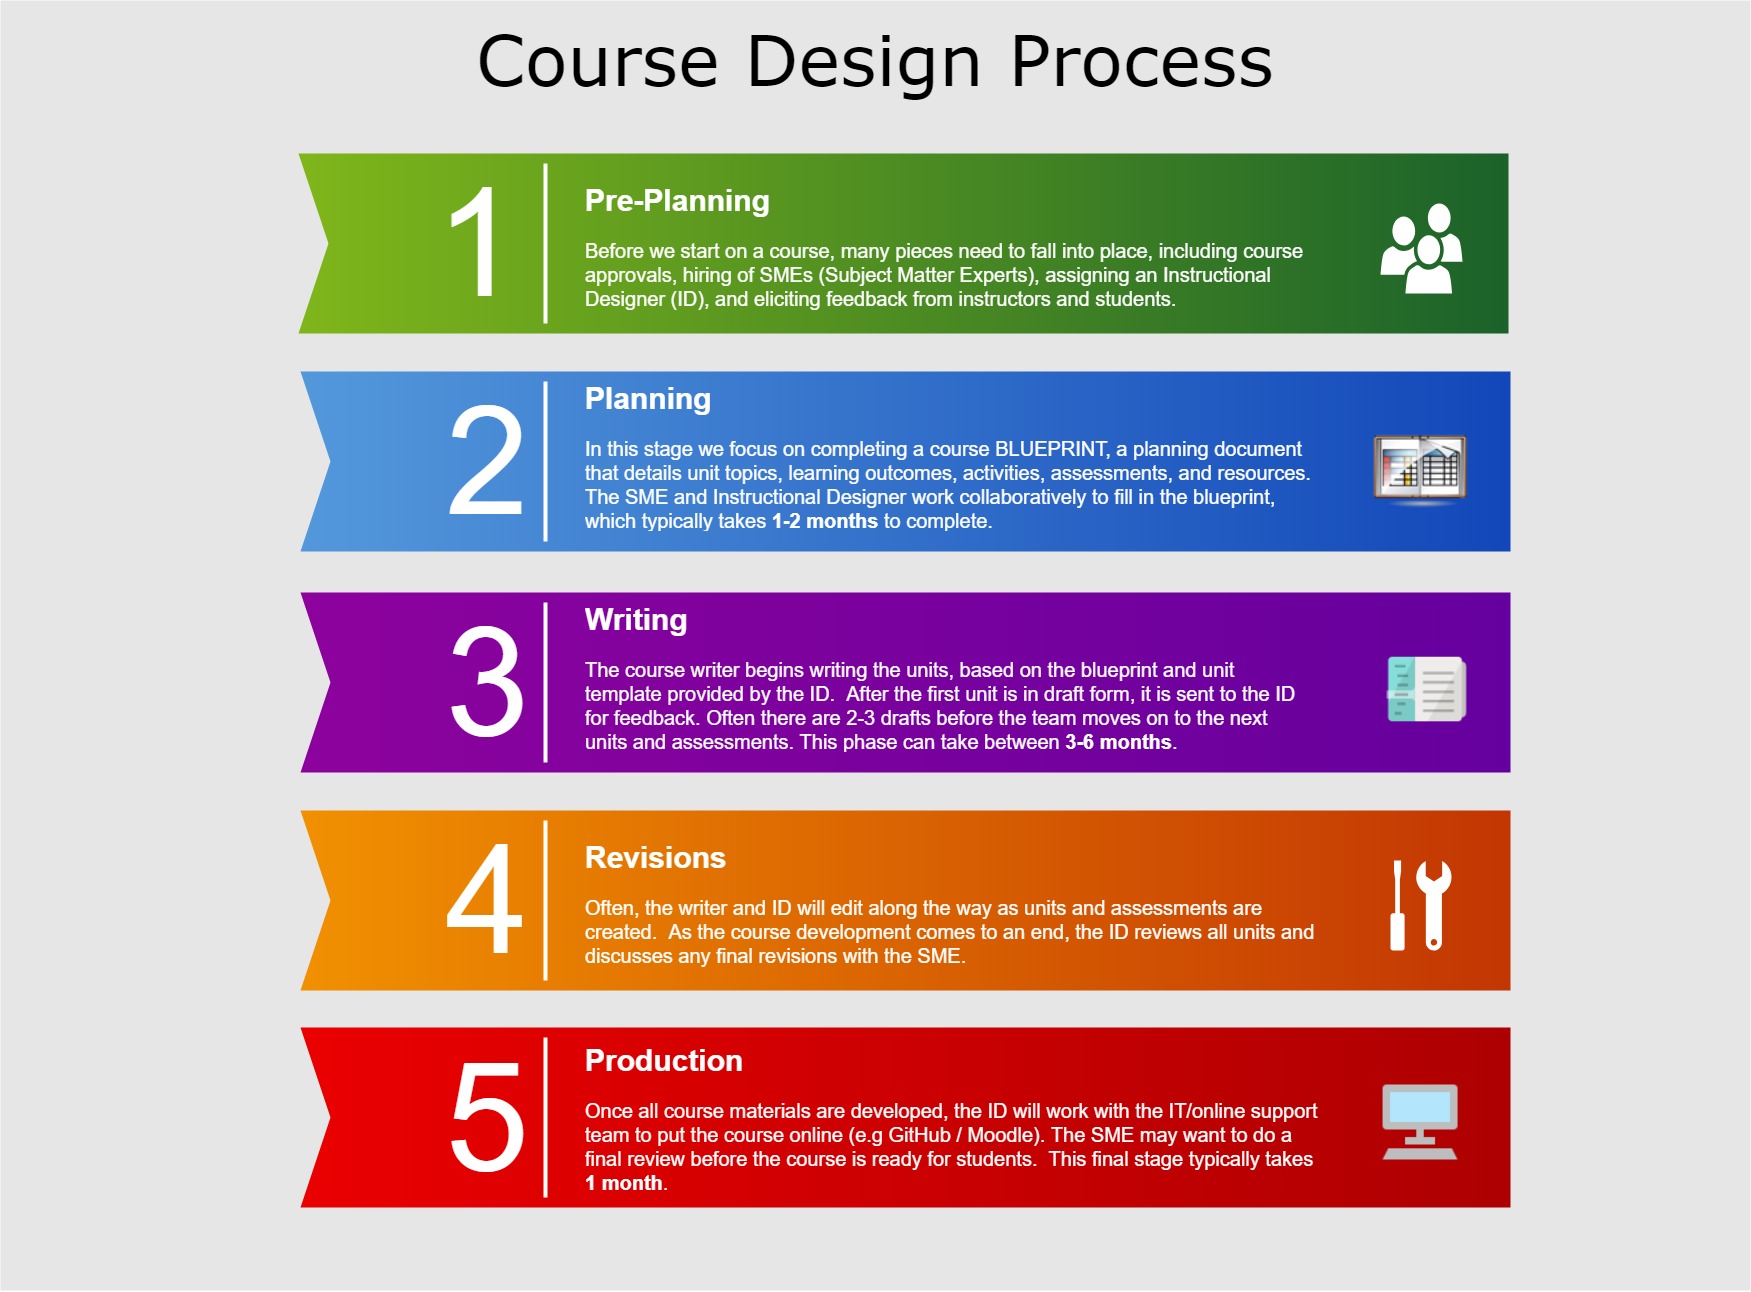 Course Design Process
1
Pre-Planning
Before we start on a course, many pieces need to fall into place, including course
approvals, hiring of SMEs (Subject Matter Experts), assigning an Instructional
Designer (ID), and eliciting feedback from instructors and students.
2
Planning
In this stage we focus on completing a course BLUEPRINT, a planning document
that details unit topics, learning outcomes, activities, assessments, and resources.
The SME and Instructional Designer work collaboratively to fill in the blueprint,
which typically takes 1-2 months to complete.
3
Writing
The course writer begins writing the units, based on the blueprint and unit
template provided by the ID.  After the first unit is in draft form, it is sent to the ID
for feedback. Often there are 2-3 drafts before the team moves on to the next
units and assessments. This phase can take between 3-6 months.
4
Revisions
Often, the writer and ID will edit along the way as units and assessments are
created.  As the course development comes to an end, the ID reviews all units and
discusses any final revisions with the SME.
5
Production
Once all course materials are developed, the ID will work with the IT/online support
team to put the course online (e.g GitHub / Moodle). The SME may want to do a
final review before the course is ready for students.  This final stage typically takes
1 month.